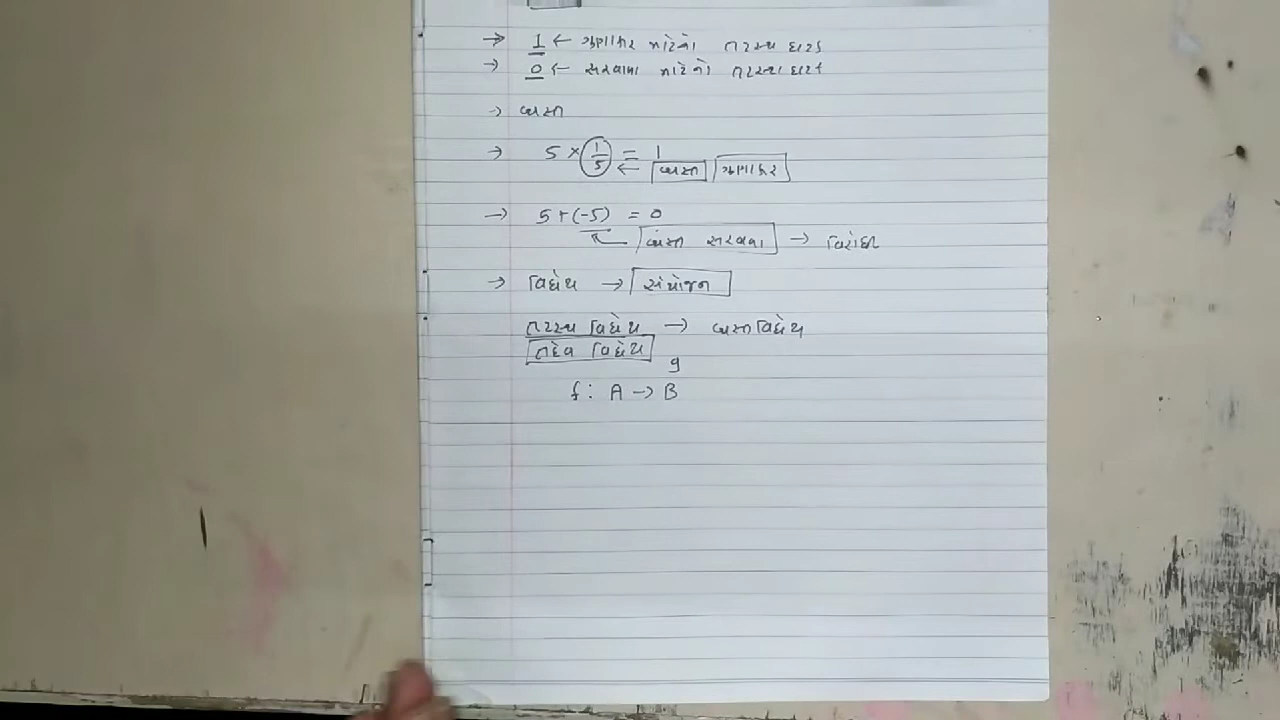 → 1 ← ગુણાકાર માટેનો તટસ્થ ઘટક
→ 0 ← સરવાળા માટેનો તટસ્થ ઘટક
→ વ્યસ્ત
→ 5 × 1/5 = 1
← વ્યસ્ત ગુણાકાર
→ 5+(-5) = 0
વ્યસ્ત સરવાળા → વિરોધી
→ વિધેય → સંયોજન
તટસ્થ વિધેય → વ્યસ્ત વિધેય
તદેવ વિધેય
g
f: A → B